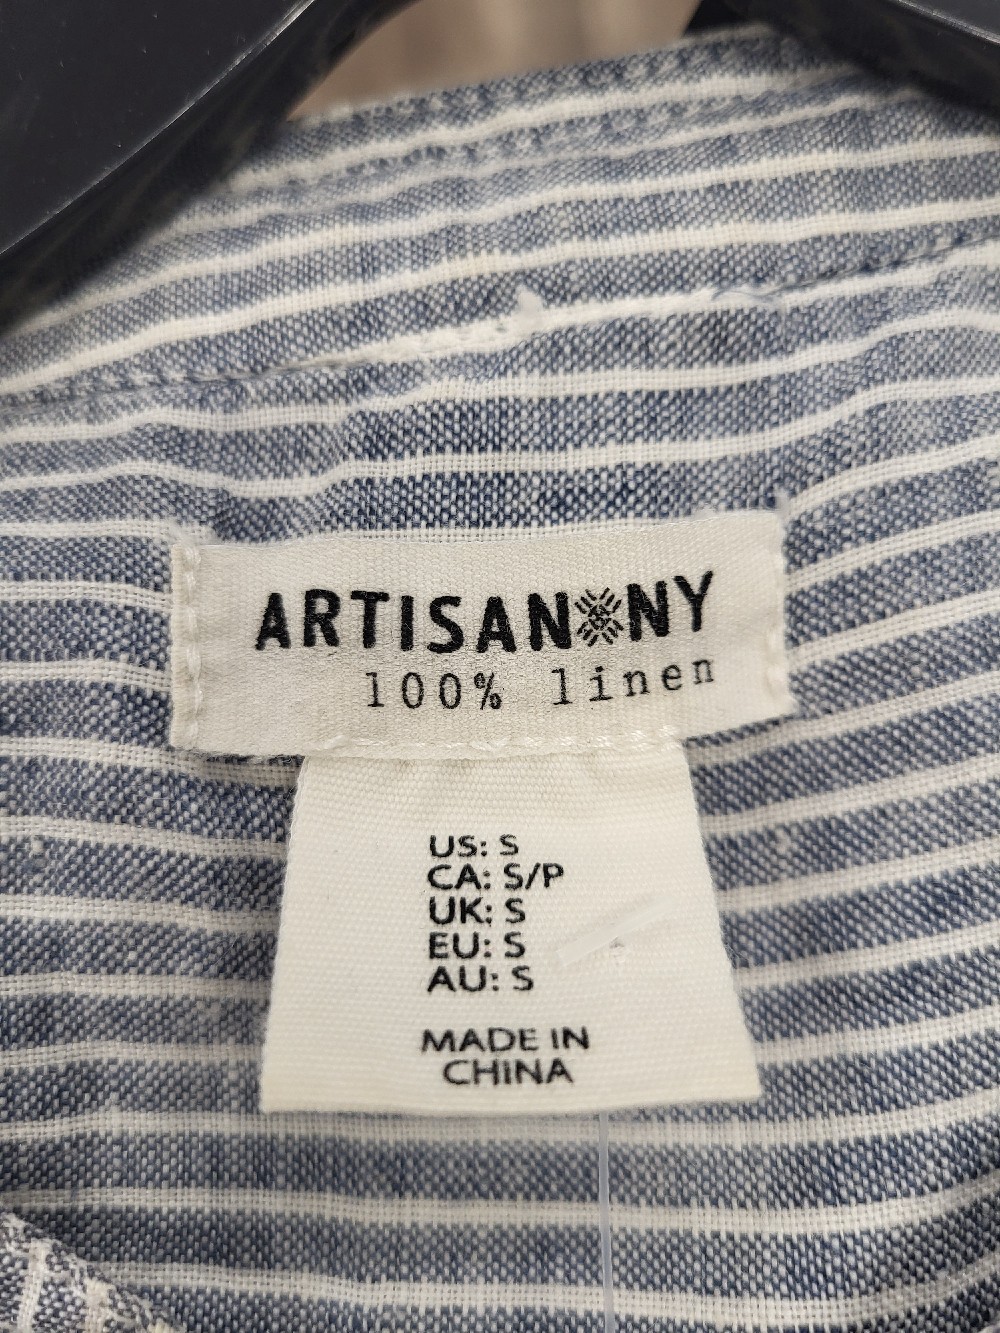 ARTISAN NY
100% linen
US: S
CA: S/P
UK: S
EU: S
AU: S
MADE IN
CHINA